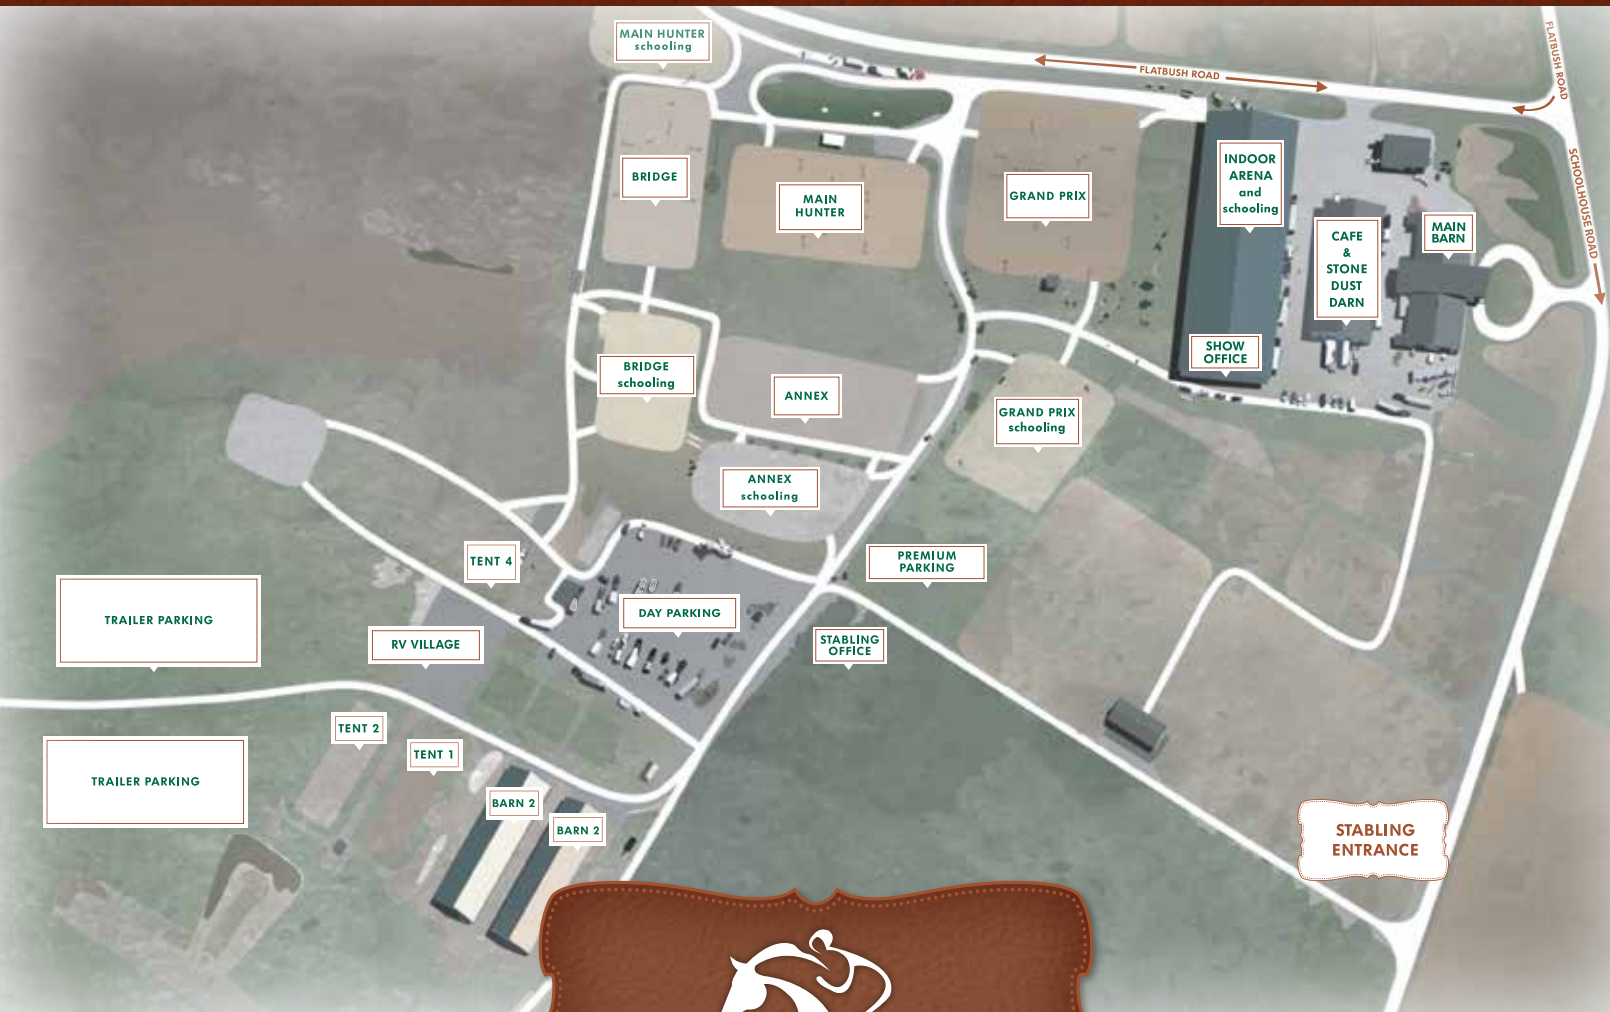 MAIN HUNTER
schooling
FLATBUSH ROAD
FLATBUSH ROAD
SCHOOLHOUSE ROAD
BRIDGE
MAIN
HUNTER
GRAND PRIX
INDOOR
ARENA
and
schooling
CAFE
&
STONE
DUST
DARN
MAIN
BARN
SHOW
OFFICE
BRIDGE
schooling
ANNEX
GRAND PRIX
schooling
ANNEX
schooling
TENT 4
PREMIUM
PARKING
TRAILER PARKING
DAY PARKING
RV VILLAGE
STABLING
OFFICE
TENT 2
TENT 1
TRAILER PARKING
BARN 2
BARN 2
STABLING
ENTRANCE